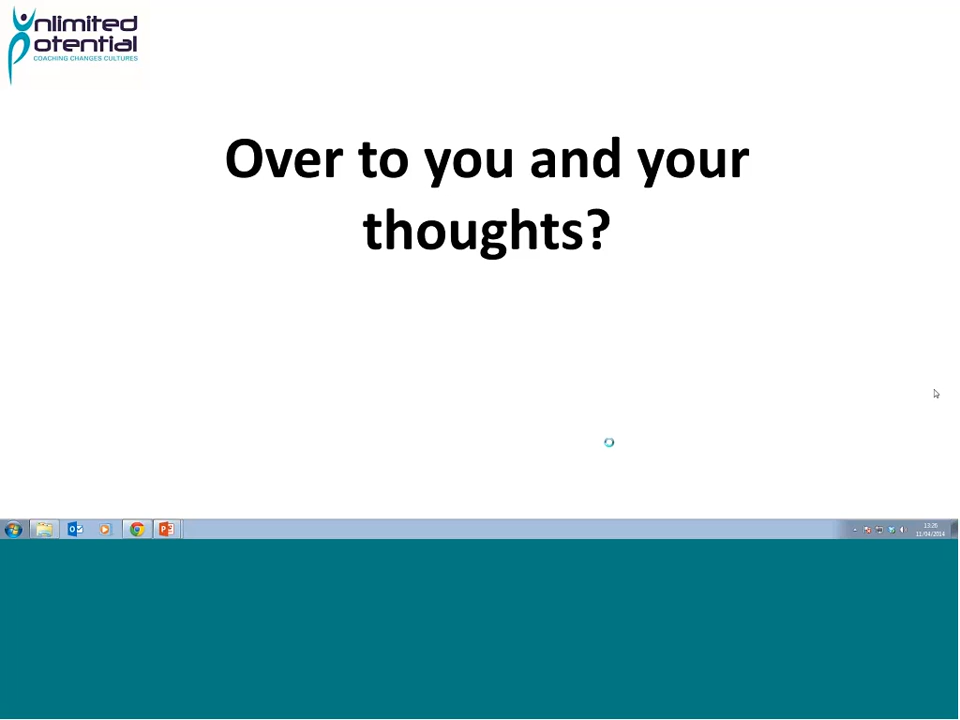 Unlimited
Potential
COACHING CHANGES CULTURES
Over to you and your
thoughts?
13:26
11/04/2014